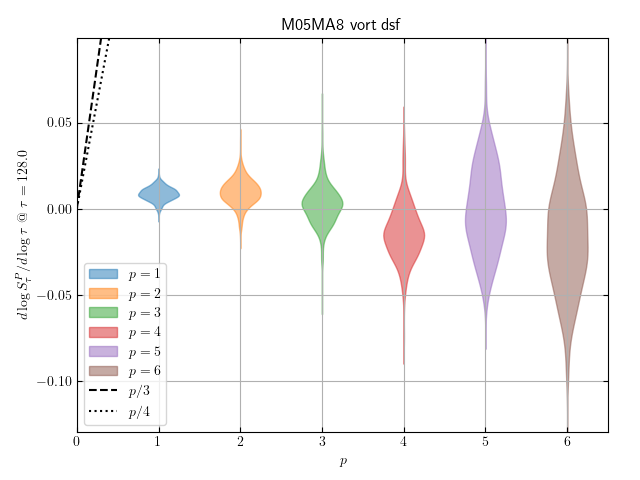 M05MA8 vort dsf
d log S_τ^P / d log τ @ τ = 128.0
0.05
0.00
−0.05
−0.10
p = 1
p = 2
p = 3
p = 4
p = 5
p = 6
p/3
p/4
0 1 2 3 4 5 6
p